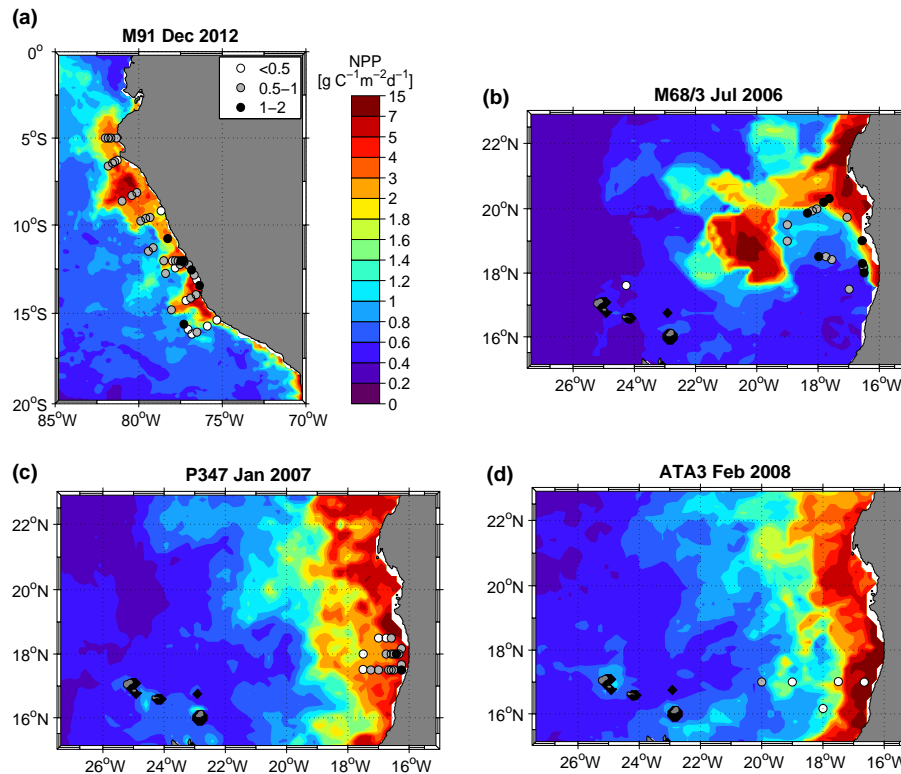 (a)
M91 Dec 2012
0°
5°S
10°S
15°S
20°S
85°W 80°W 75°W 70°W
<0.5
0.5−1
1−2
NPP
[g C⁻¹m⁻²d⁻¹]
15
7
5
4
3
2
1.8
1.6
1.4
1.2
1
0.8
0.6
0.4
0.2
0
(b)
M68/3 Jul 2006
22°N
20°N
18°N
16°N
26°W 24°W 22°W 20°W 18°W 16°W
(c)
P347 Jan 2007
22°N
20°N
18°N
16°N
26°W 24°W 22°W 20°W 18°W 16°W
(d)
ATA3 Feb 2008
22°N
20°N
18°N
16°N
26°W 24°W 22°W 20°W 18°W 16°W